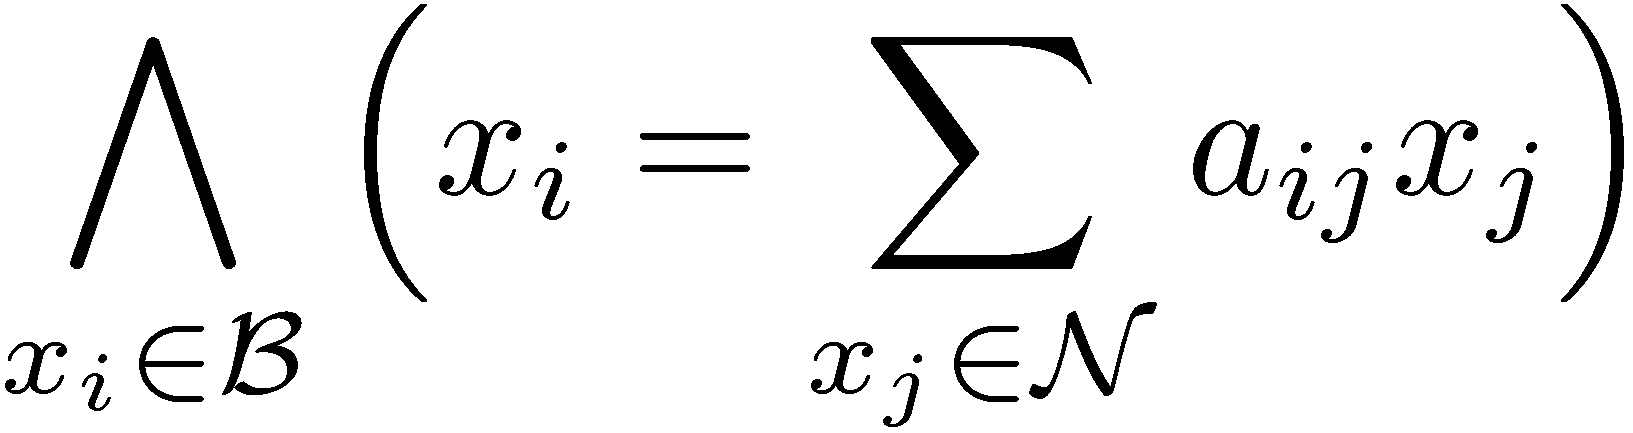 \bigwedge_{x_i \in \mathcal{B}} \left( x_i = \sum_{x_j \in \mathcal{N}} a_{ij} x_j \right)